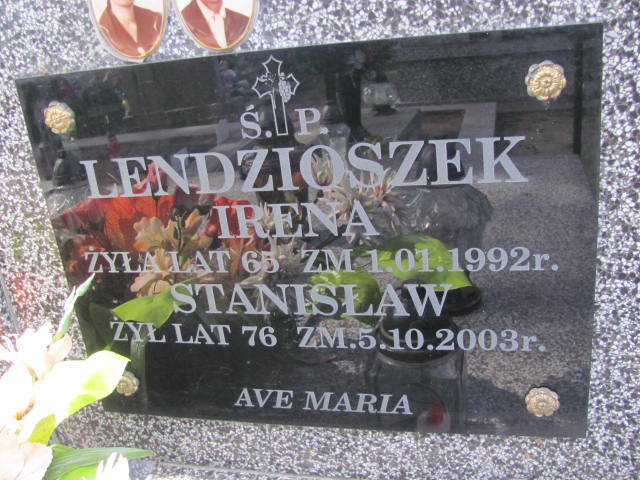 Ś. P.
LENDZIOSZEK
IRENA
ŻYŁA LAT 65 ZM 1.01.1992r.
STANISŁAW
ŻYŁ LAT 76 ZM.5.10.2003r.
AVE MARIA